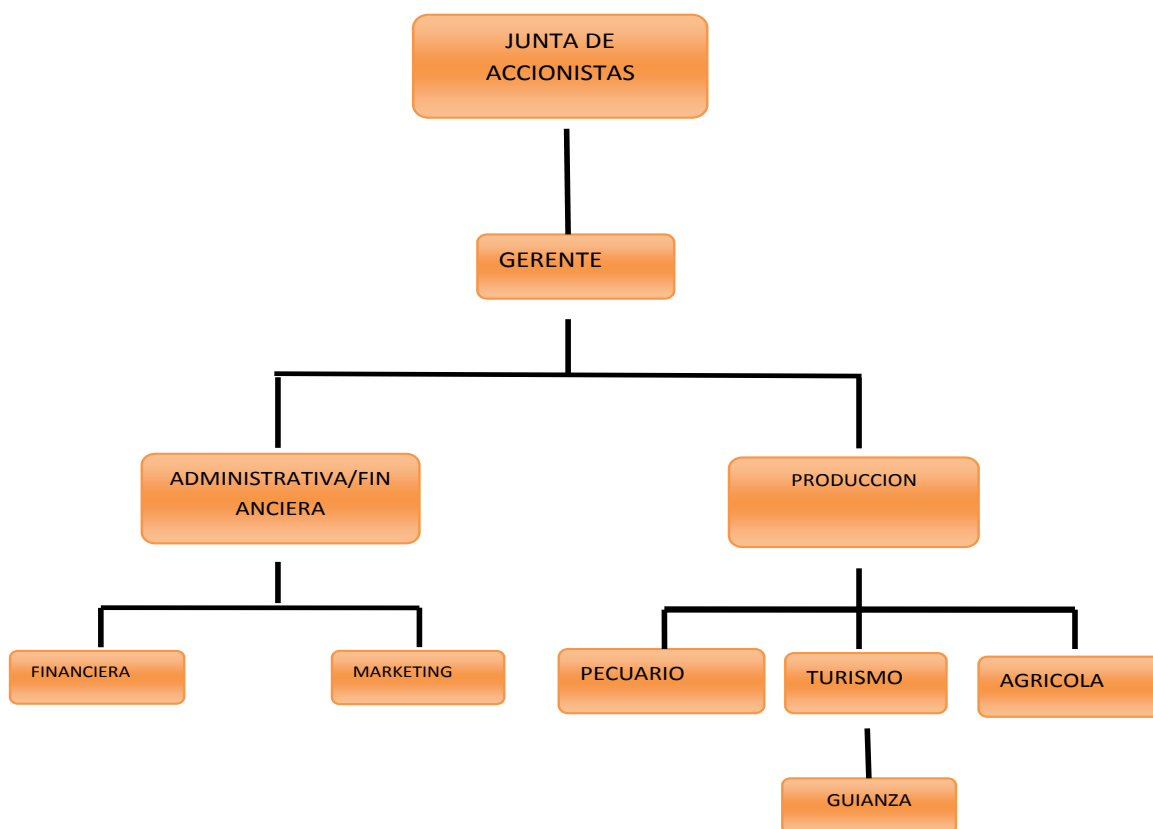 JUNTA DE
ACCIONISTAS
GERENTE
ADMINISTRATIVA/FIN
ANCIERA
PRODUCCION
FINANCIERA
MARKETING
PECUARIO
TURISMO
AGRICOLA
GUIANZA